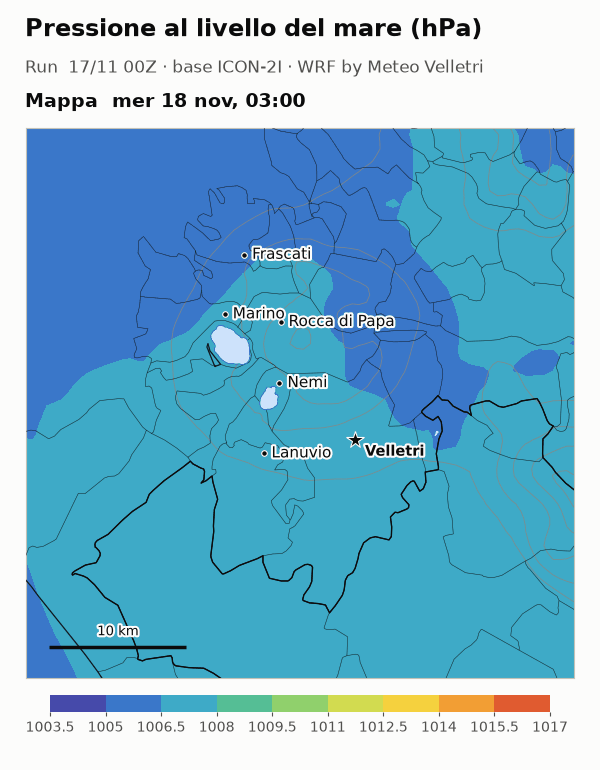 Pressione al livello del mare (hPa)
Run  17/11 00Z · base ICON-2I · WRF by Meteo Velletri
Mappa  mer 18 nov, 03:00
Frascati
Marino
Rocca di Papa
Nemi
Velletri
Lanuvio
10 km
1003.5 1005 1006.5 1008 1009.5 1011 1012.5 1014 1015.5 1017